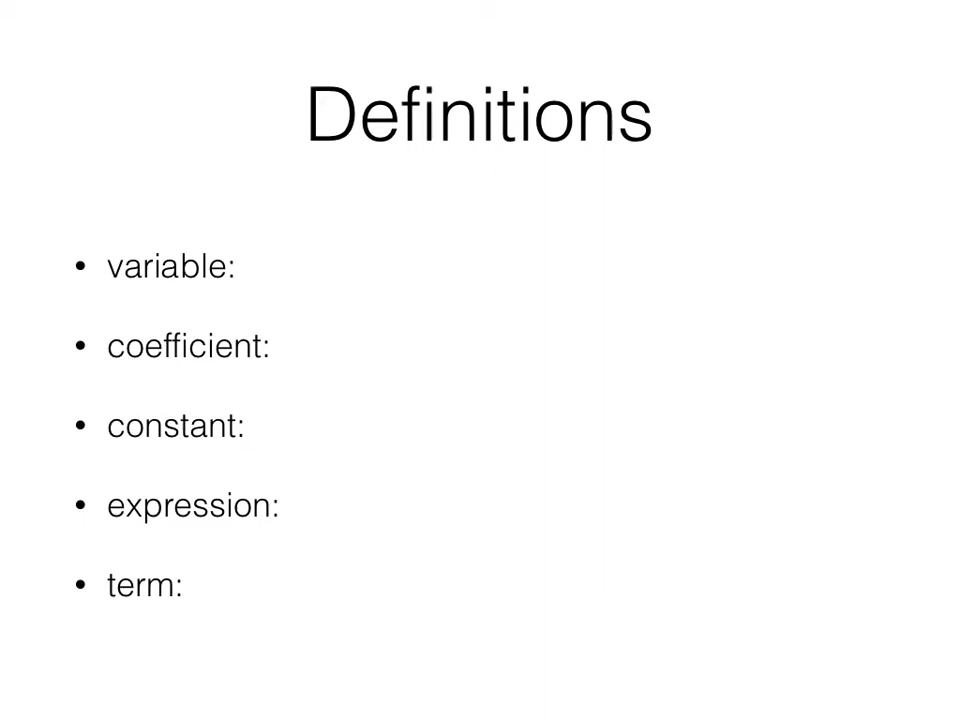 Definitions
• variable:
• coefficient:
• constant:
• expression:
• term: